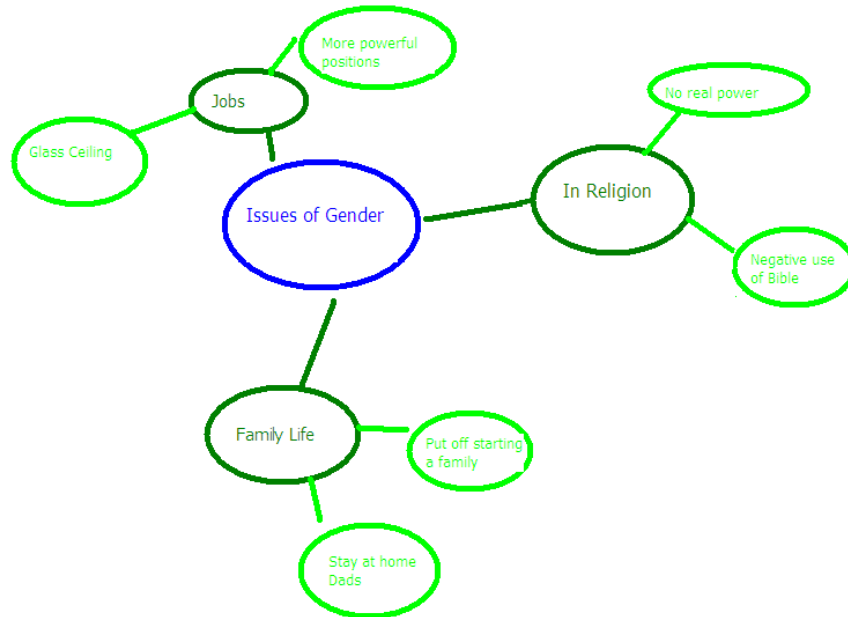 More powerful
positions
Jobs
Glass Ceiling
No real power
In Religion
Issues of Gender
Negative use
of Bible
Family Life
Put off starting
a family
Stay at home
Dads